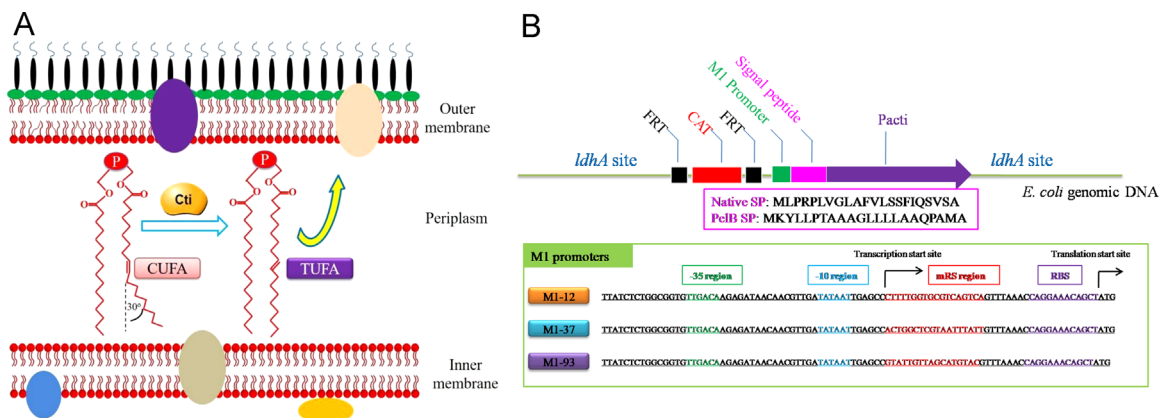 A
Outer
membrane
P
P
Cti
Periplasm
CUFA
TUFA
30°
Inner
membrane
B
FRT
CAT
FRT
M1 Promoter
Signal peptide
Pacti
ldhA site
ldhA site
E. coli genomic DNA
Native SP: MLPRPLVGLAFVLSSFIQSVSA
PelB SP: MKYLLPTAAAGLLLLAAQPAMA
M1 promoters
Transcription start site
Translation start site
-35 region
-10 region
mRS region
RBS
M1-12
TTATCTCTGGCGGTGTTGACAAGAGATAACAACGTTGATATAATTGAGCCCTTTTGGTGCGTCAGTCAGTTTAAACCAGGAAACAGCTATG
M1-37
TTATCTCTGGCGGTGTTGACAAGAGATAACAACGTTGATATAATTGAGCCACTGGCTCGTAATTTATTGTTTAAACCAGGAAACAGCTATG
M1-93
TTATCTCTGGCGGTGTTGACAAGAGATAACAACGTTGATATAATTGAGCCCGTATTGTTAGCATGTACGTTTAAACCAGGAAACAGCTATG
O
O
O
O
O
O
O
O